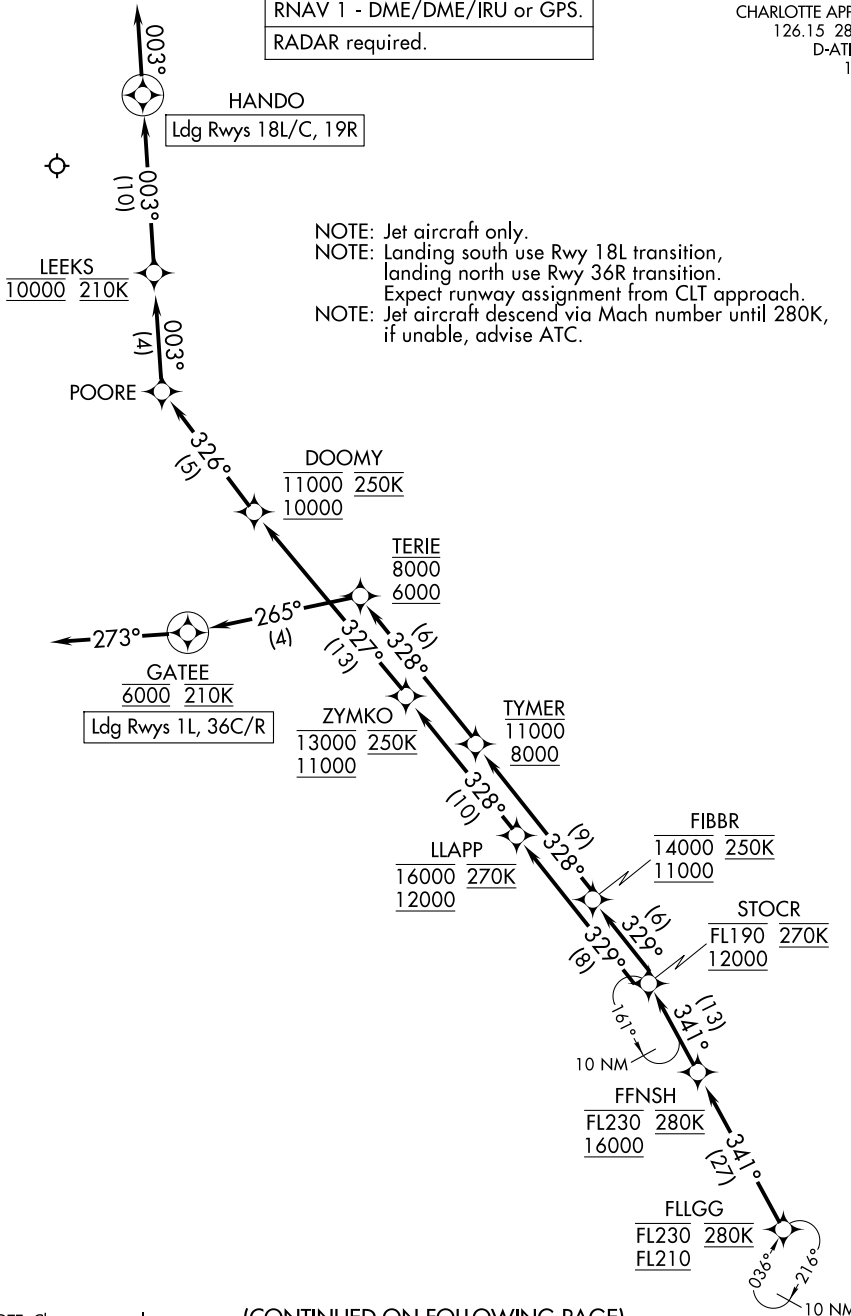 RNAV 1 - DME/DME/IRU or GPS.
RADAR required.
CHARLOTTE APP
126.15 28
003°
HANDO
Ldg Rwys 18L/C, 19R
003°
(10)
NOTE: Jet aircraft only.
NOTE: Landing south use Rwy 18L transition,
landing north use Rwy 36R transition.
Expect runway assignment from CLT approach.
NOTE: Jet aircraft descend via Mach number until 280K,
if unable, advise ATC.
LEEKS
10000 210K
003°
(4)
POORE
326°
(5)
DOOMY
11000 250K
10000
TERIE
8000
6000
265°
(4)
273°
GATEE
6000 210K
Ldg Rwys 1L, 36C/R
327°
(13)
328°
(6)
ZYMKO
13000 250K
11000
TYMER
11000
8000
328°
(10)
328°
(9)
LLAPP
16000 270K
12000
FIBBR
14000 250K
11000
329°
(6)
329°
(8)
STOCR
FL190 270K
12000
161°
10 NM
341°
(13)
FFNSH
FL230 280K
16000
341°
(27)
FLLGG
FL230 280K
FL210
036°
216°
10 NM
(CONTINUED ON FOLLOWING PAGE)